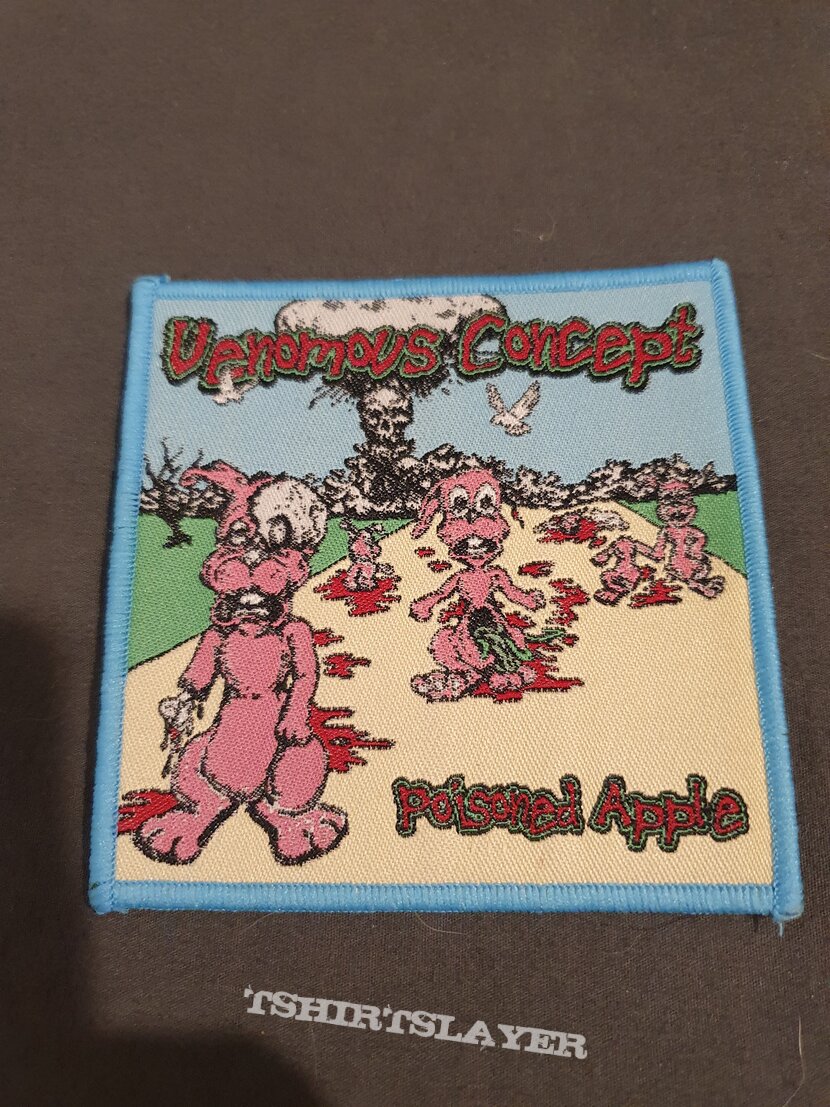 Venomous Concept
Poisoned Apple
TSHIRTSLAYER